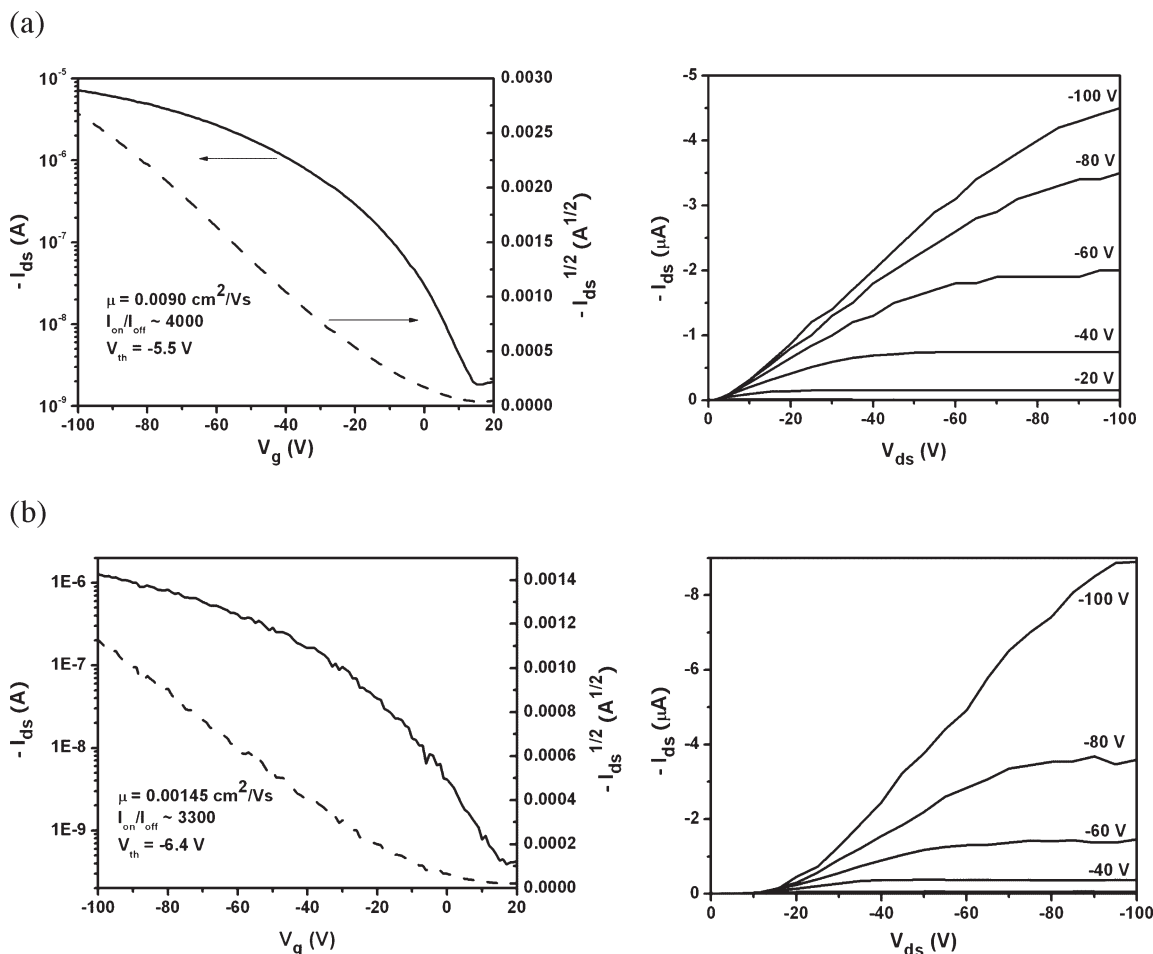 (a)
10^-5
10^-6
10^-7
10^-8
10^-9
- I_ds (A)
-100 -80 -60 -40 -20 0 20
V_g (V)
0.0030
0.0025
0.0020
0.0015
0.0010
0.0005
0.0000
- I_ds^1/2 (A^1/2)
μ = 0.0090 cm^2/Vs
I_on/I_off ~ 4000
V_th = -5.5 V
-5
-4
-3
-2
-1
0
- I_ds (μA)
-100 V
-80 V
-60 V
-40 V
-20 V
0 -20 -40 -60 -80 -100
V_ds (V)
(b)
1E-6
1E-7
1E-8
1E-9
- I_ds (A)
-100 -80 -60 -40 -20 0 20
V_g (V)
0.0014
0.0012
0.0010
0.0008
0.0006
0.0004
0.0002
0.0000
- I_ds^1/2 (A^1/2)
μ = 0.00145 cm^2/Vs
I_on/I_off ~ 3300
V_th = -6.4 V
-8
-6
-4
-2
0
- I_ds (μA)
-100 V
-80 V
-60 V
-40 V
0 -20 -40 -60 -80 -100
V_ds (V)